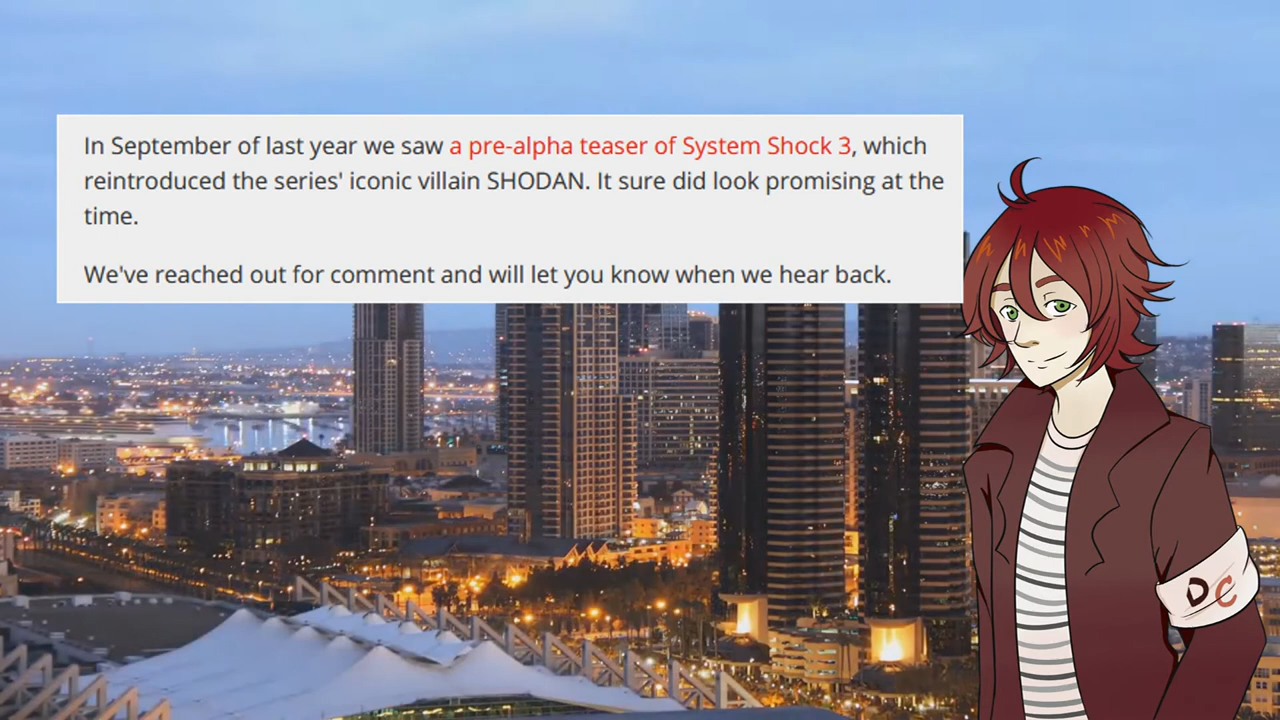 In September of last year we saw a pre-alpha teaser of System Shock 3, which
reintroduced the series' iconic villain SHODAN. It sure did look promising at the
time.
We've reached out for comment and will let you know when we hear back.
DC